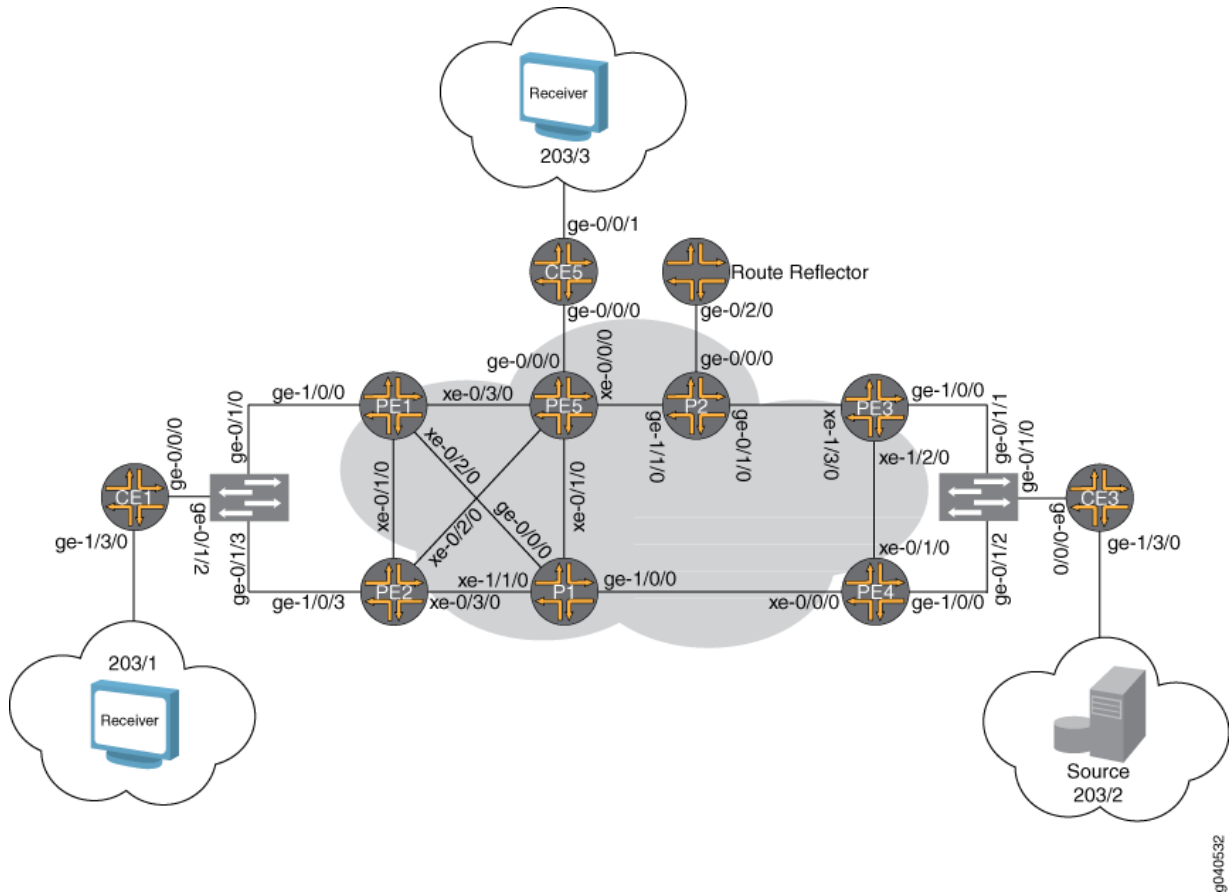 Receiver
203/3
ge-0/0/1
CE5
Route Reflector
ge-0/0/0
ge-0/2/0
ge-0/0/0
xe-0/0/0
ge-0/0/0
ge-1/0/0
PE1
xe-0/3/0
PE5
P2
PE3
ge-1/0/0
ge-0/1/0
ge-1/1/0
ge-0/1/0
xe-1/3/0
ge-0/1/1
ge-0/1/0
xe-0/2/0
xe-1/2/0
ge-0/0/0
CE1
CE3
ge-0/1/2
ge-1/3/0
xe-0/1/0
xe-0/2/0
ge-0/0/0
xe-0/1/0
xe-0/1/0
ge-0/0/0
ge-1/3/0
ge-0/1/3
ge-0/1/2
ge-1/0/3
PE2
xe-1/1/0
xe-0/3/0
P1
ge-1/0/0
xe-0/0/0
PE4
ge-1/0/0
203/1
Receiver
Source
203/2
g040532